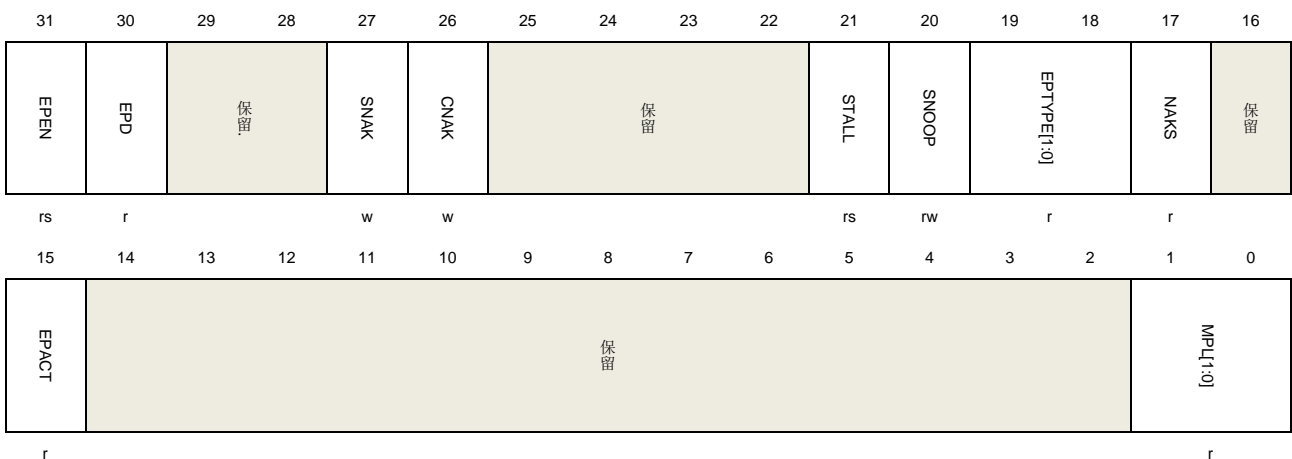 31 30 29 28 27 26 25 24 23 22 21 20 19 18 17 16
EPEN EPD 保留. SNAK CNAK 保留 STALL SNOOP EPTYPE[1:0] NAKS 保留
rs r w w rs rw r r
15 14 13 12 11 10 9 8 7 6 5 4 3 2 1 0
EPACT 保留 MPL[1:0]
r r